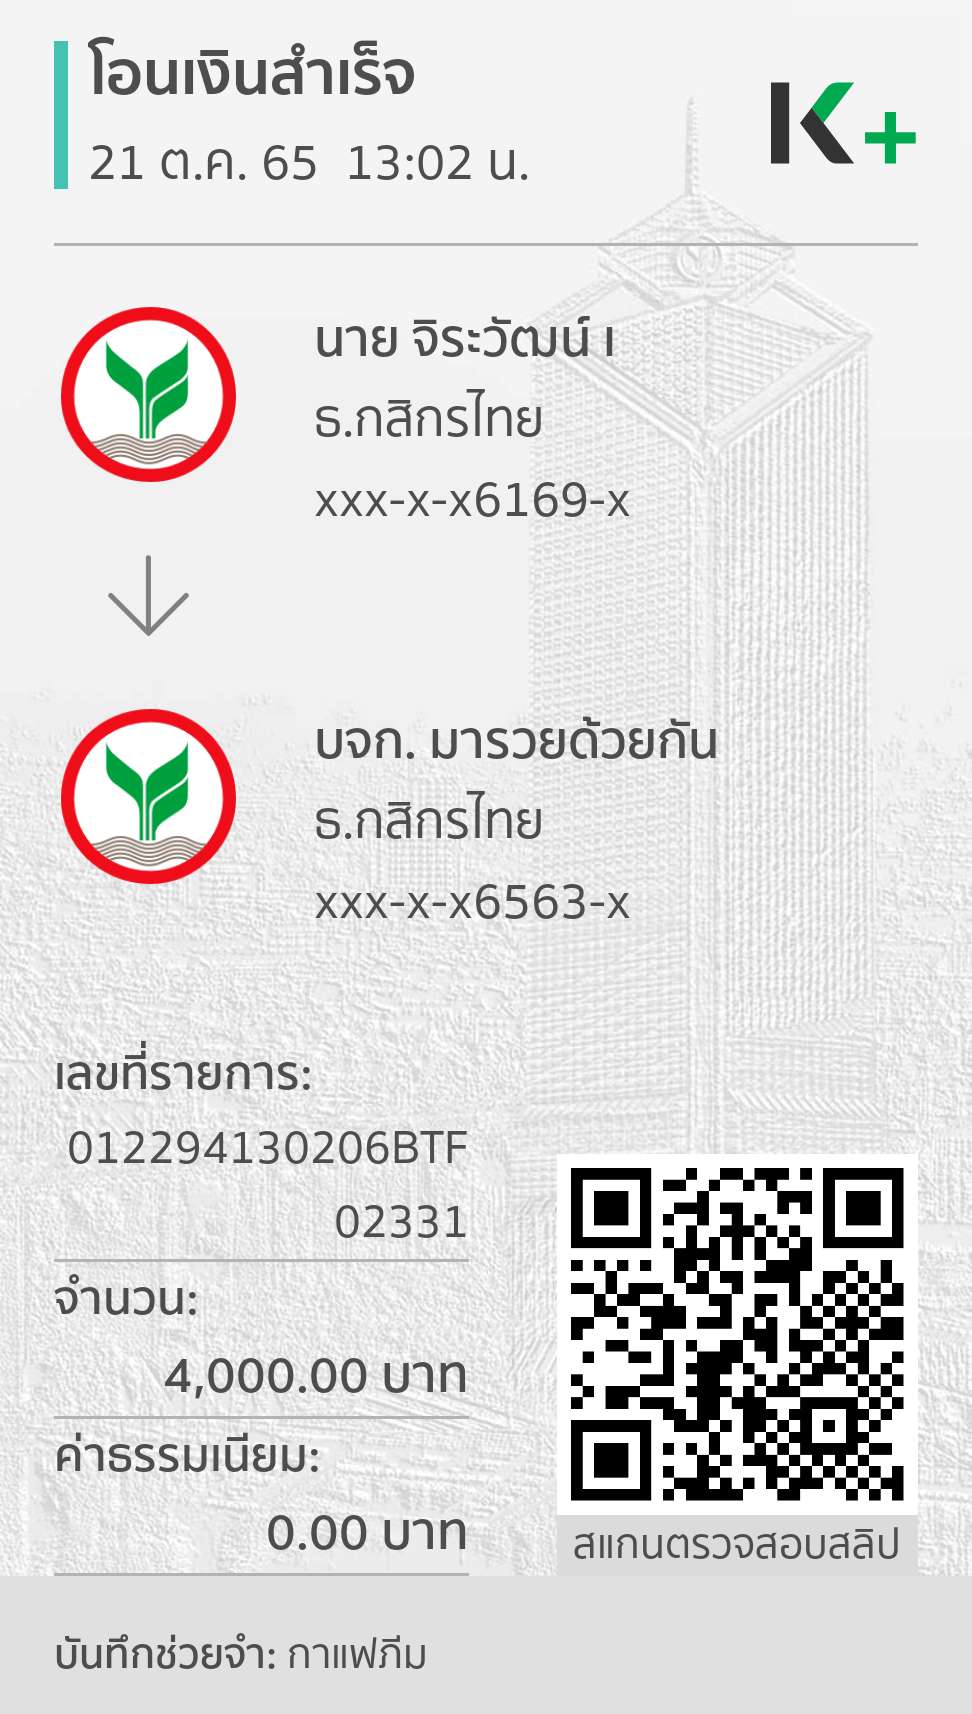 โอนเงินสำเร็จ
21 ต.ค. 65 13:02 น.
K+
นาย จิระวัฒน์ เ
ธ.กสิกรไทย
xxx-x-x6169-x
บจก. มารวยด้วยกัน
ธ.กสิกรไทย
xxx-x-x6563-x
เลขที่รายการ:
012294130206BTF
02331
จำนวน:
4,000.00 บาท
ค่าธรรมเนียม:
0.00 บาท
สแกนตรวจสอบสลิป
บันทึกช่วยจำ: กาแฟภีม